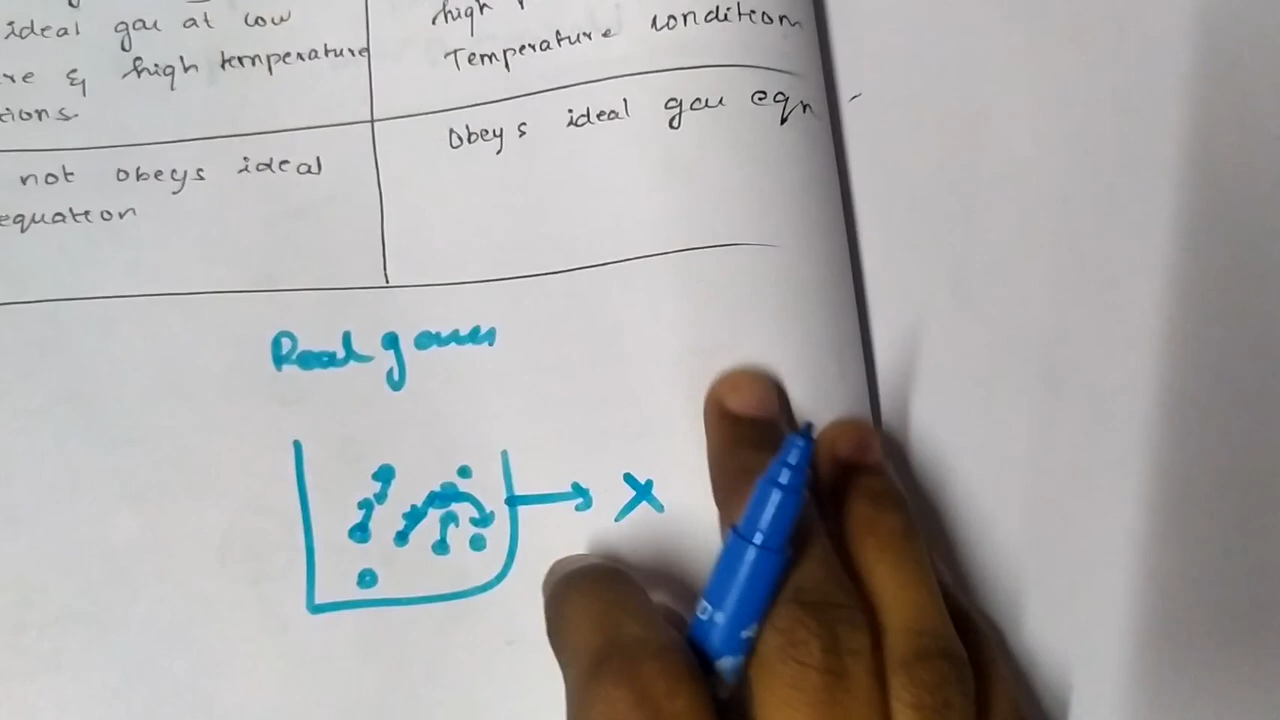 ideal gas at low
re & high temperature
tions.
not obeys ideal
equation
high
Temperature condition
Obeys ideal gas eqn
Real gases
X